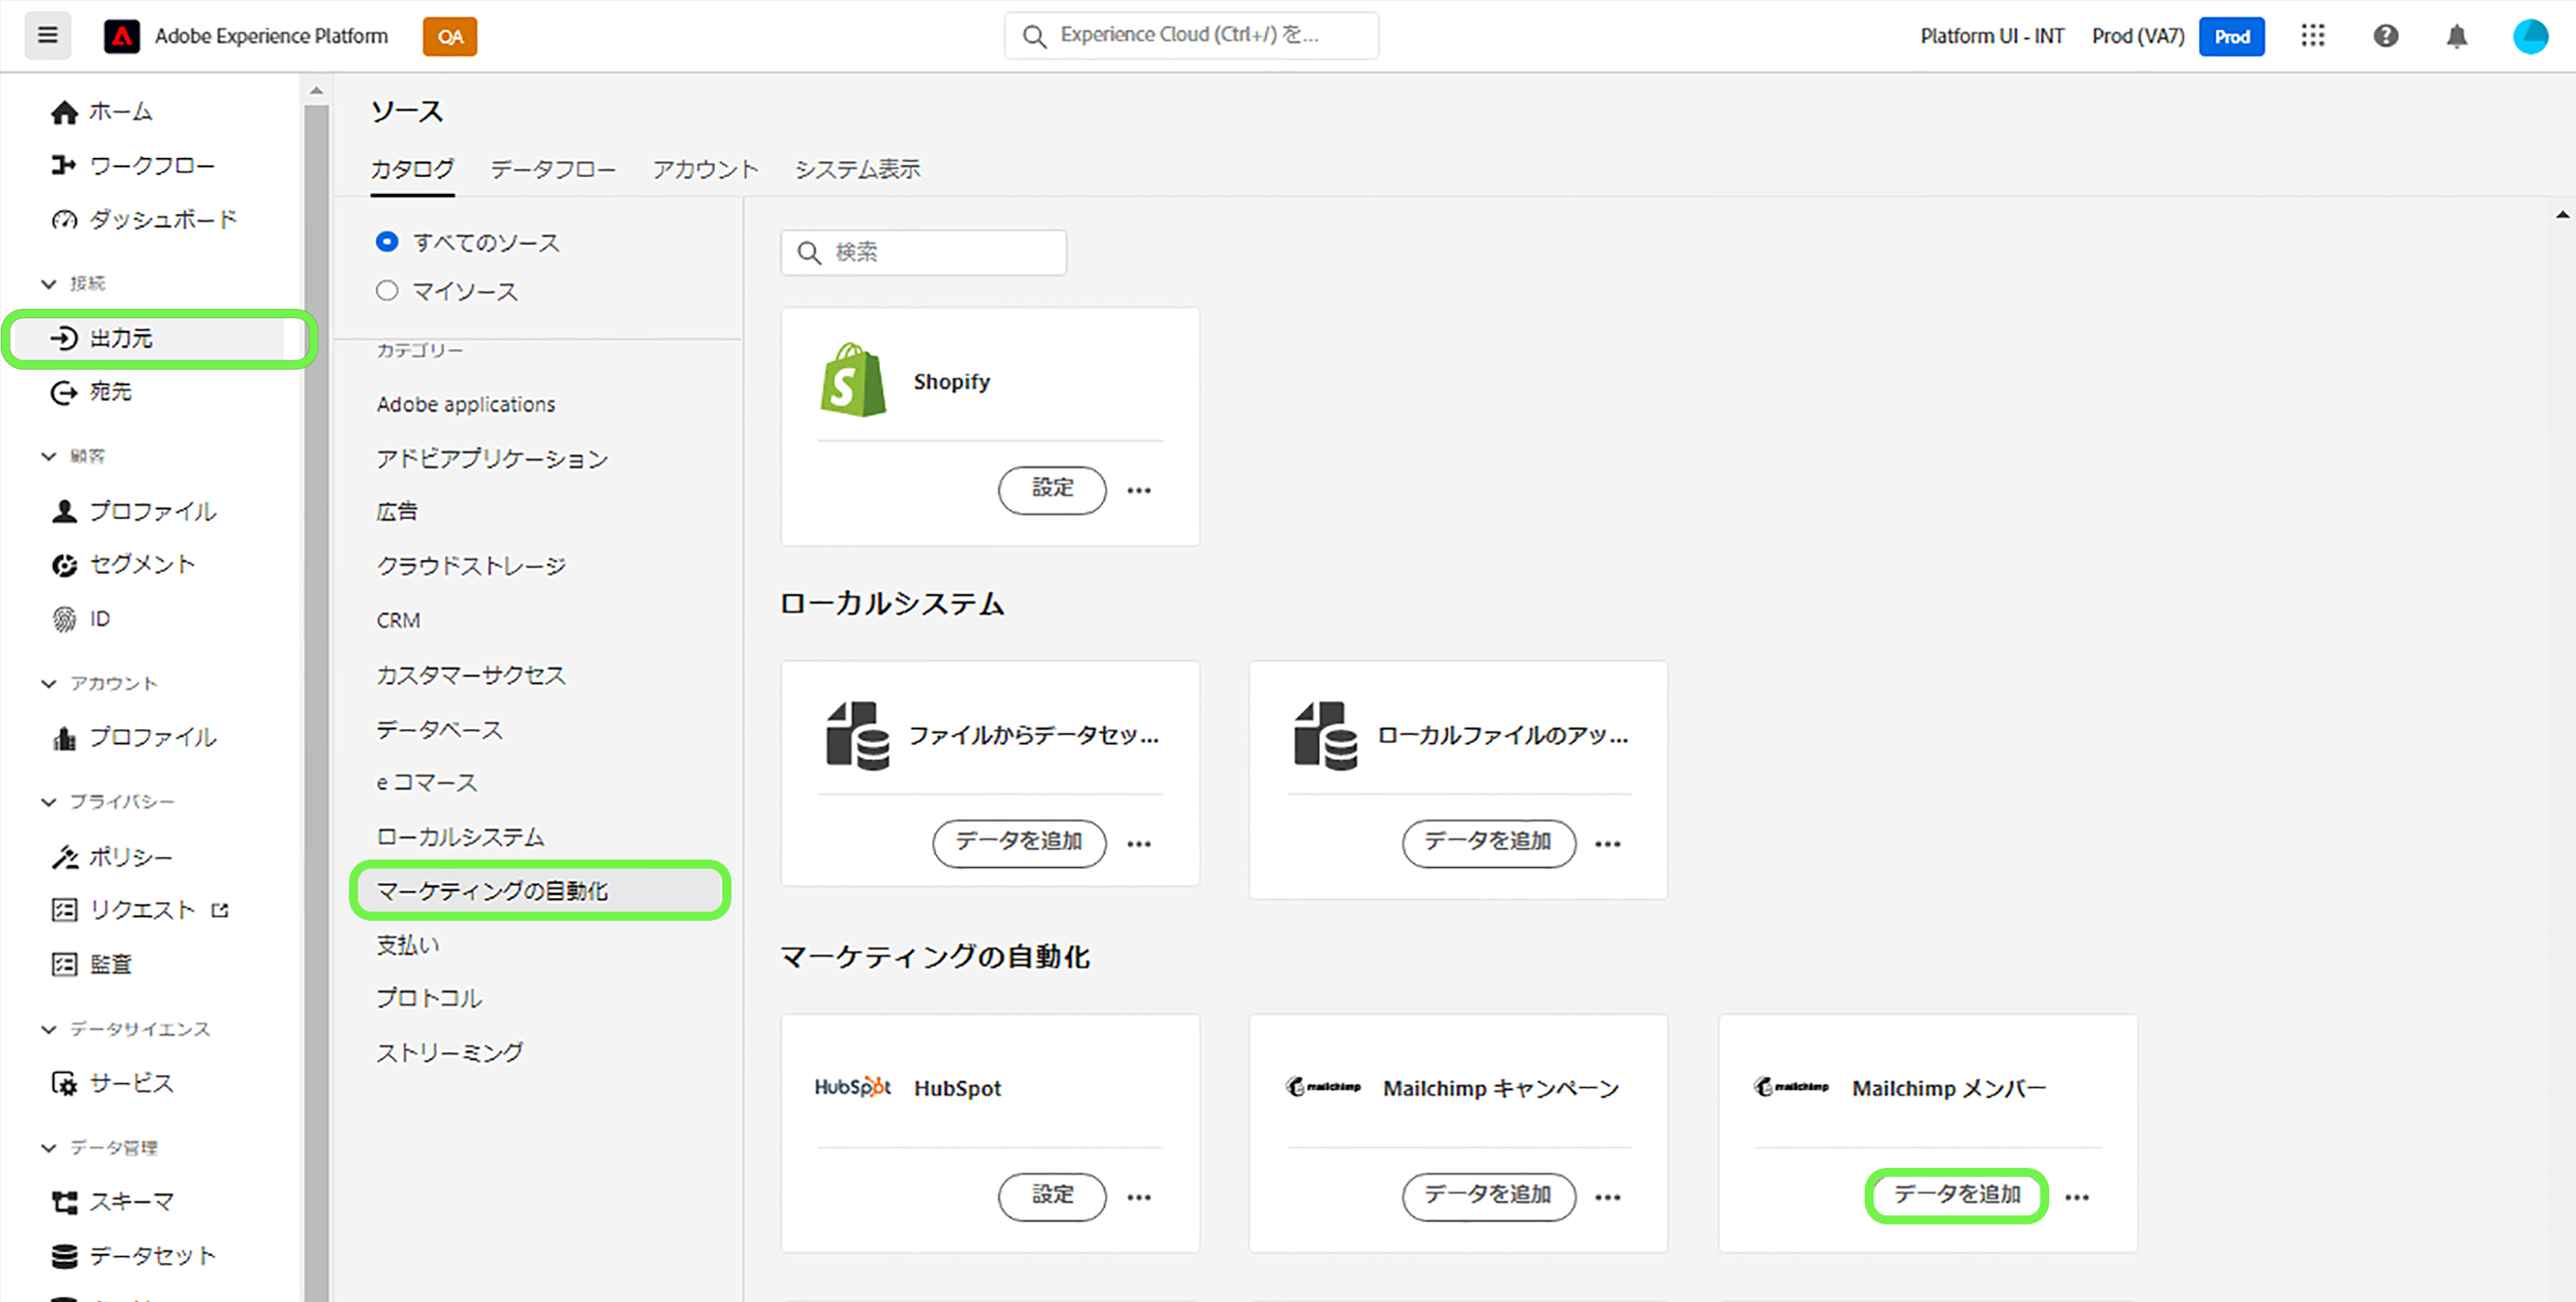 Adobe Experience Platform
QA
Experience Cloud (Ctrl+/) を...
Platform UI - INT
Prod (VA7)
Prod
ホーム
ワークフロー
ダッシュボード
接続
出力元
宛先
顧客
プロファイル
セグメント
ID
アカウント
プロファイル
プライバシー
ポリシー
リクエスト
監査
データサイエンス
サービス
データ管理
スキーマ
データセット
ソース
カタログ
データフロー
アカウント
システム表示
すべてのソース
マイソース
カテゴリー
Adobe applications
アドビアプリケーション
広告
クラウドストレージ
CRM
カスタマーサクセス
データベース
e コマース
ローカルシステム
マーケティングの自動化
支払い
プロトコル
ストリーミング
検索
Shopify
設定
ローカルシステム
ファイルからデータセッ...
データを追加
ローカルファイルのアッ...
データを追加
マーケティングの自動化
HubSpot
HubSpot
設定
mailchimp
Mailchimp キャンペーン
データを追加
mailchimp
Mailchimp メンバー
データを追加